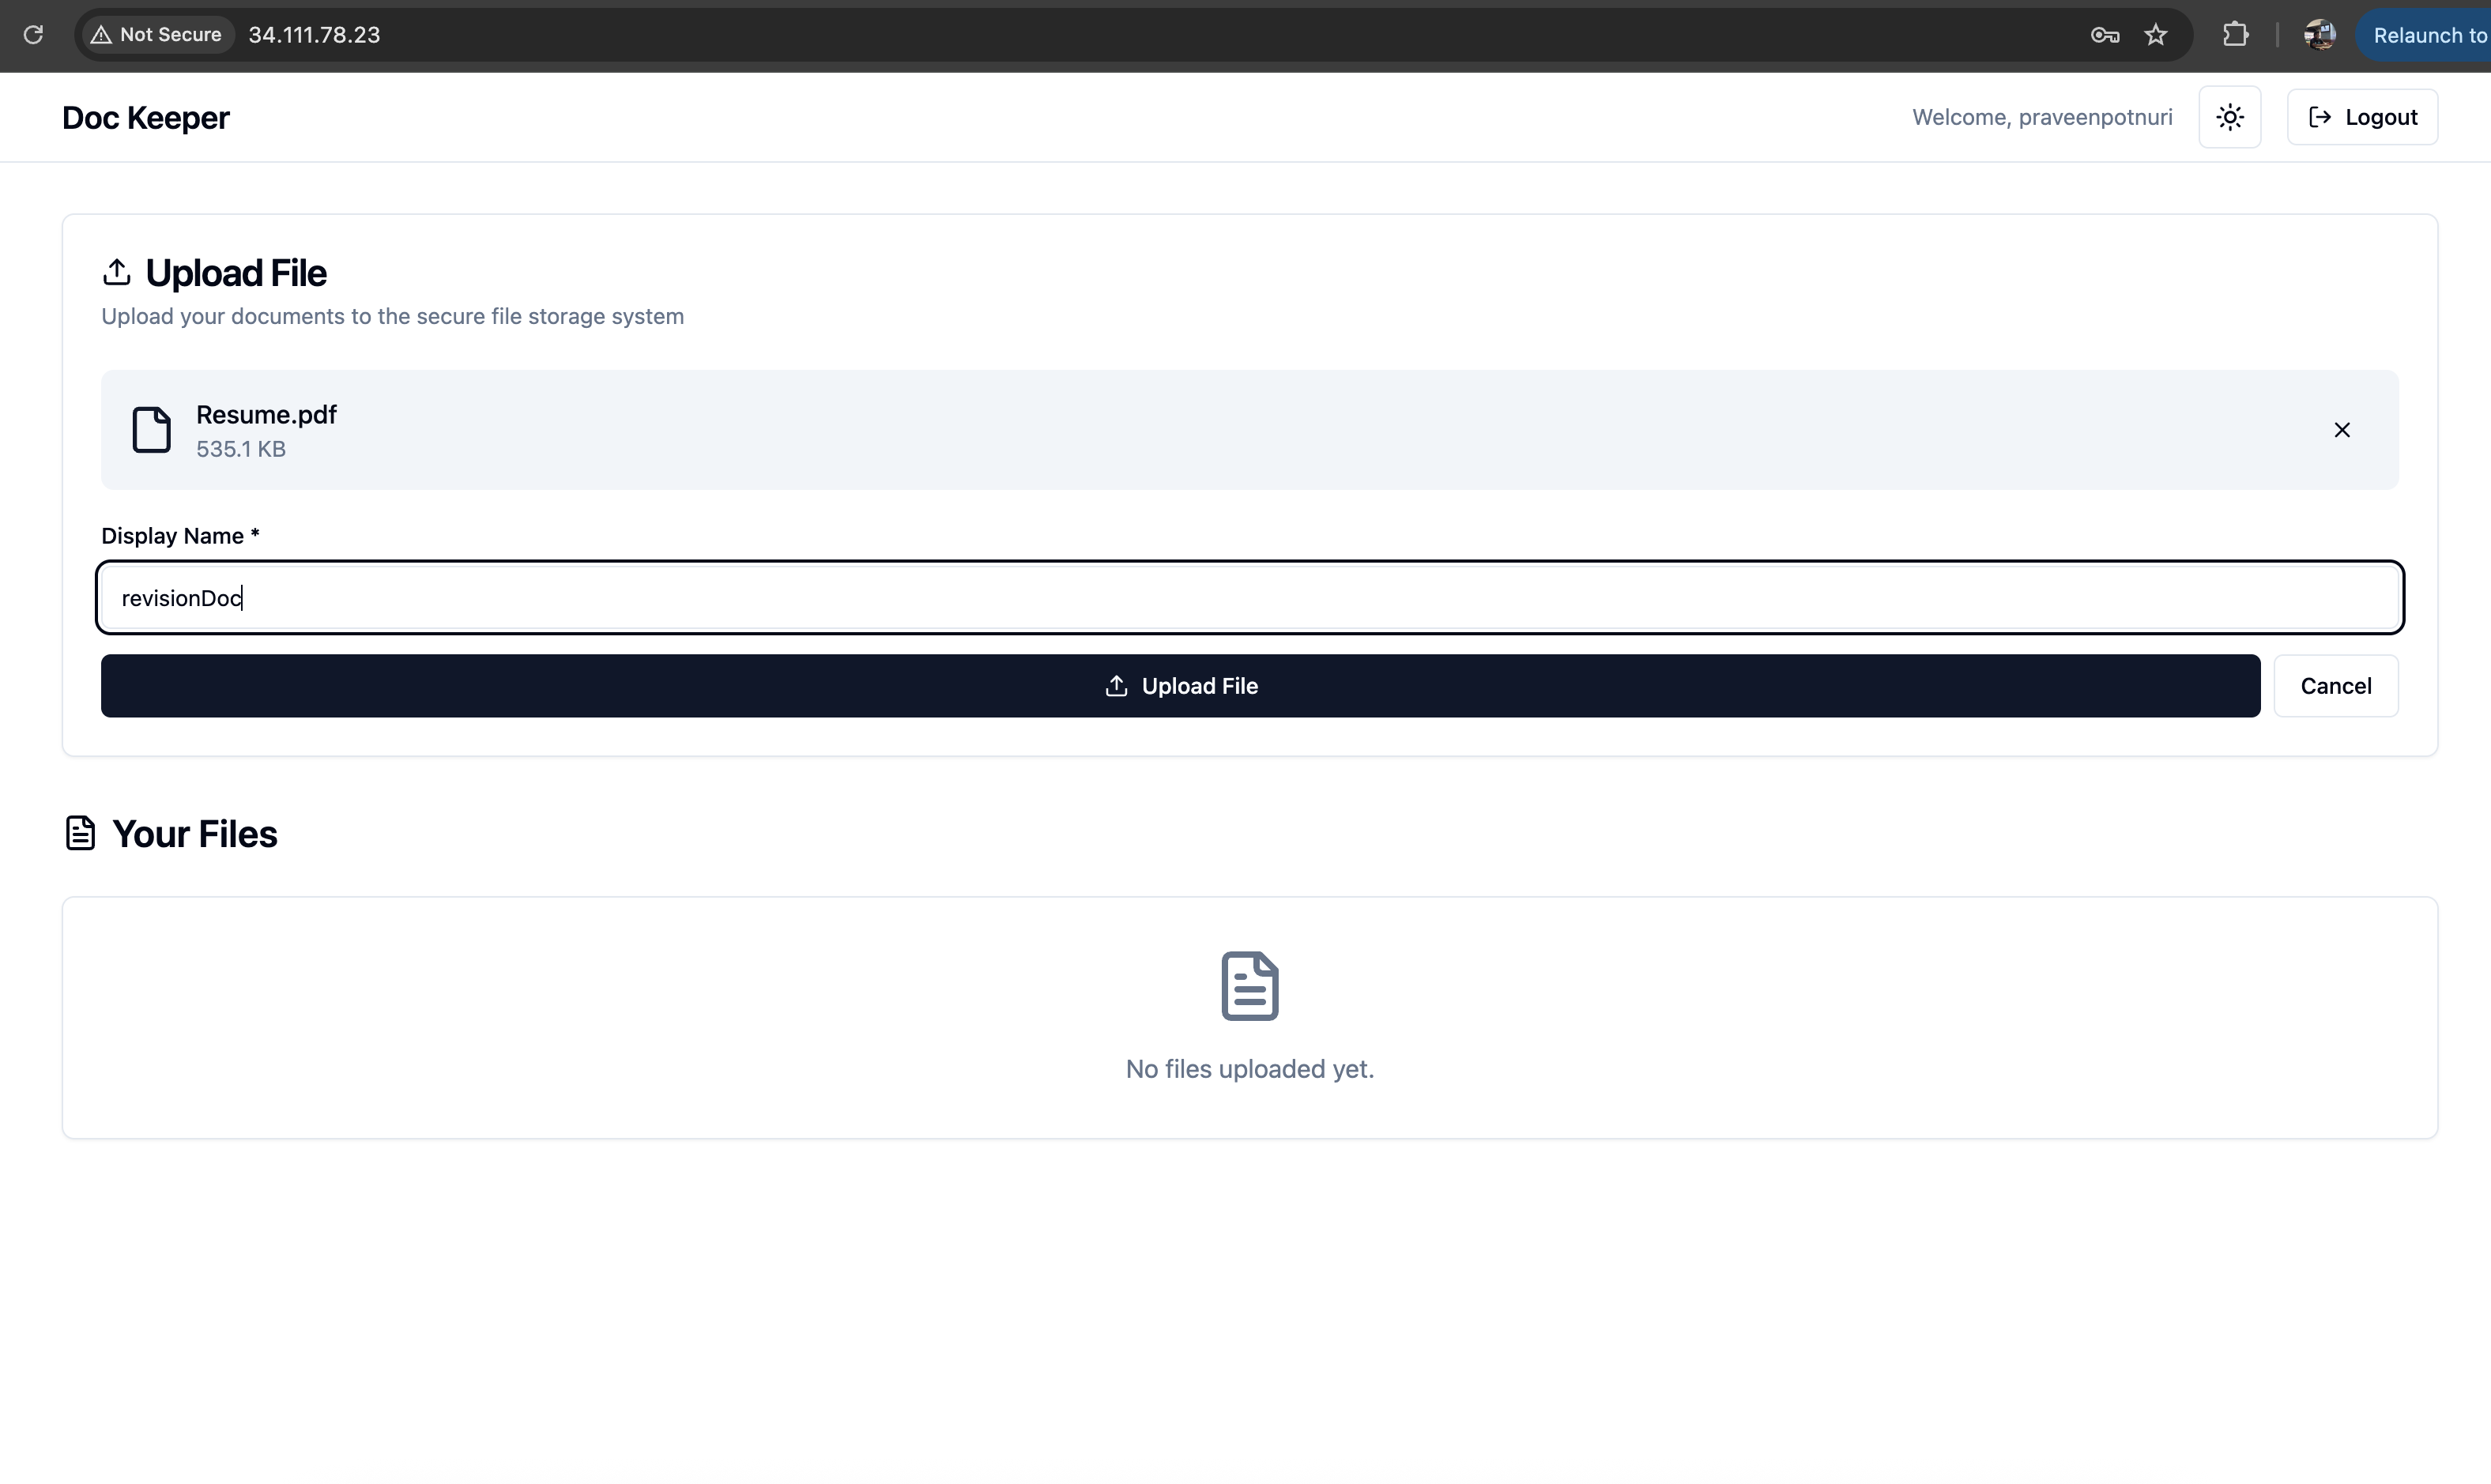 Not Secure 34.111.78.23 Relaunch to
Doc Keeper Welcome, praveenpotnuri Logout
Upload File
Upload your documents to the secure file storage system
Resume.pdf
535.1 KB
Display Name *
revisionDoc
Upload File Cancel
Your Files
No files uploaded yet.